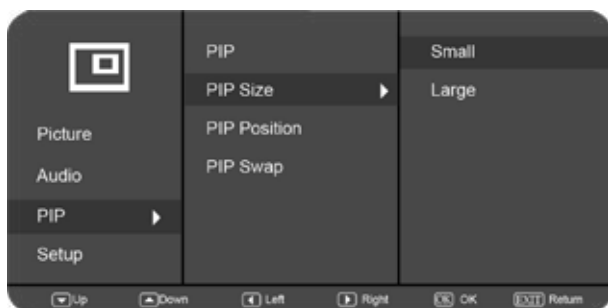 Picture
Audio
PIP
Setup
PIP
PIP Size
PIP Position
PIP Swap
Small
Large
Up Down Left Right OK OK EXIT Return